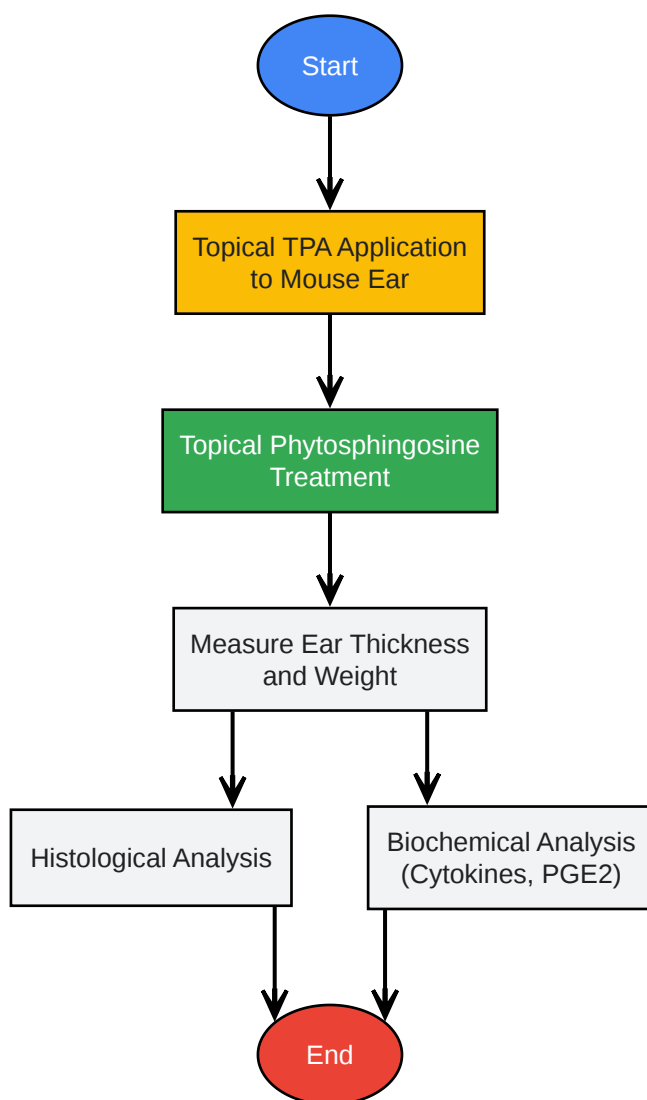 Start
Topical TPA Application
to Mouse Ear
Topical Phytosphingosine
Treatment
Measure Ear Thickness
and Weight
Histological Analysis
Biochemical Analysis
(Cytokines, PGE2)
End